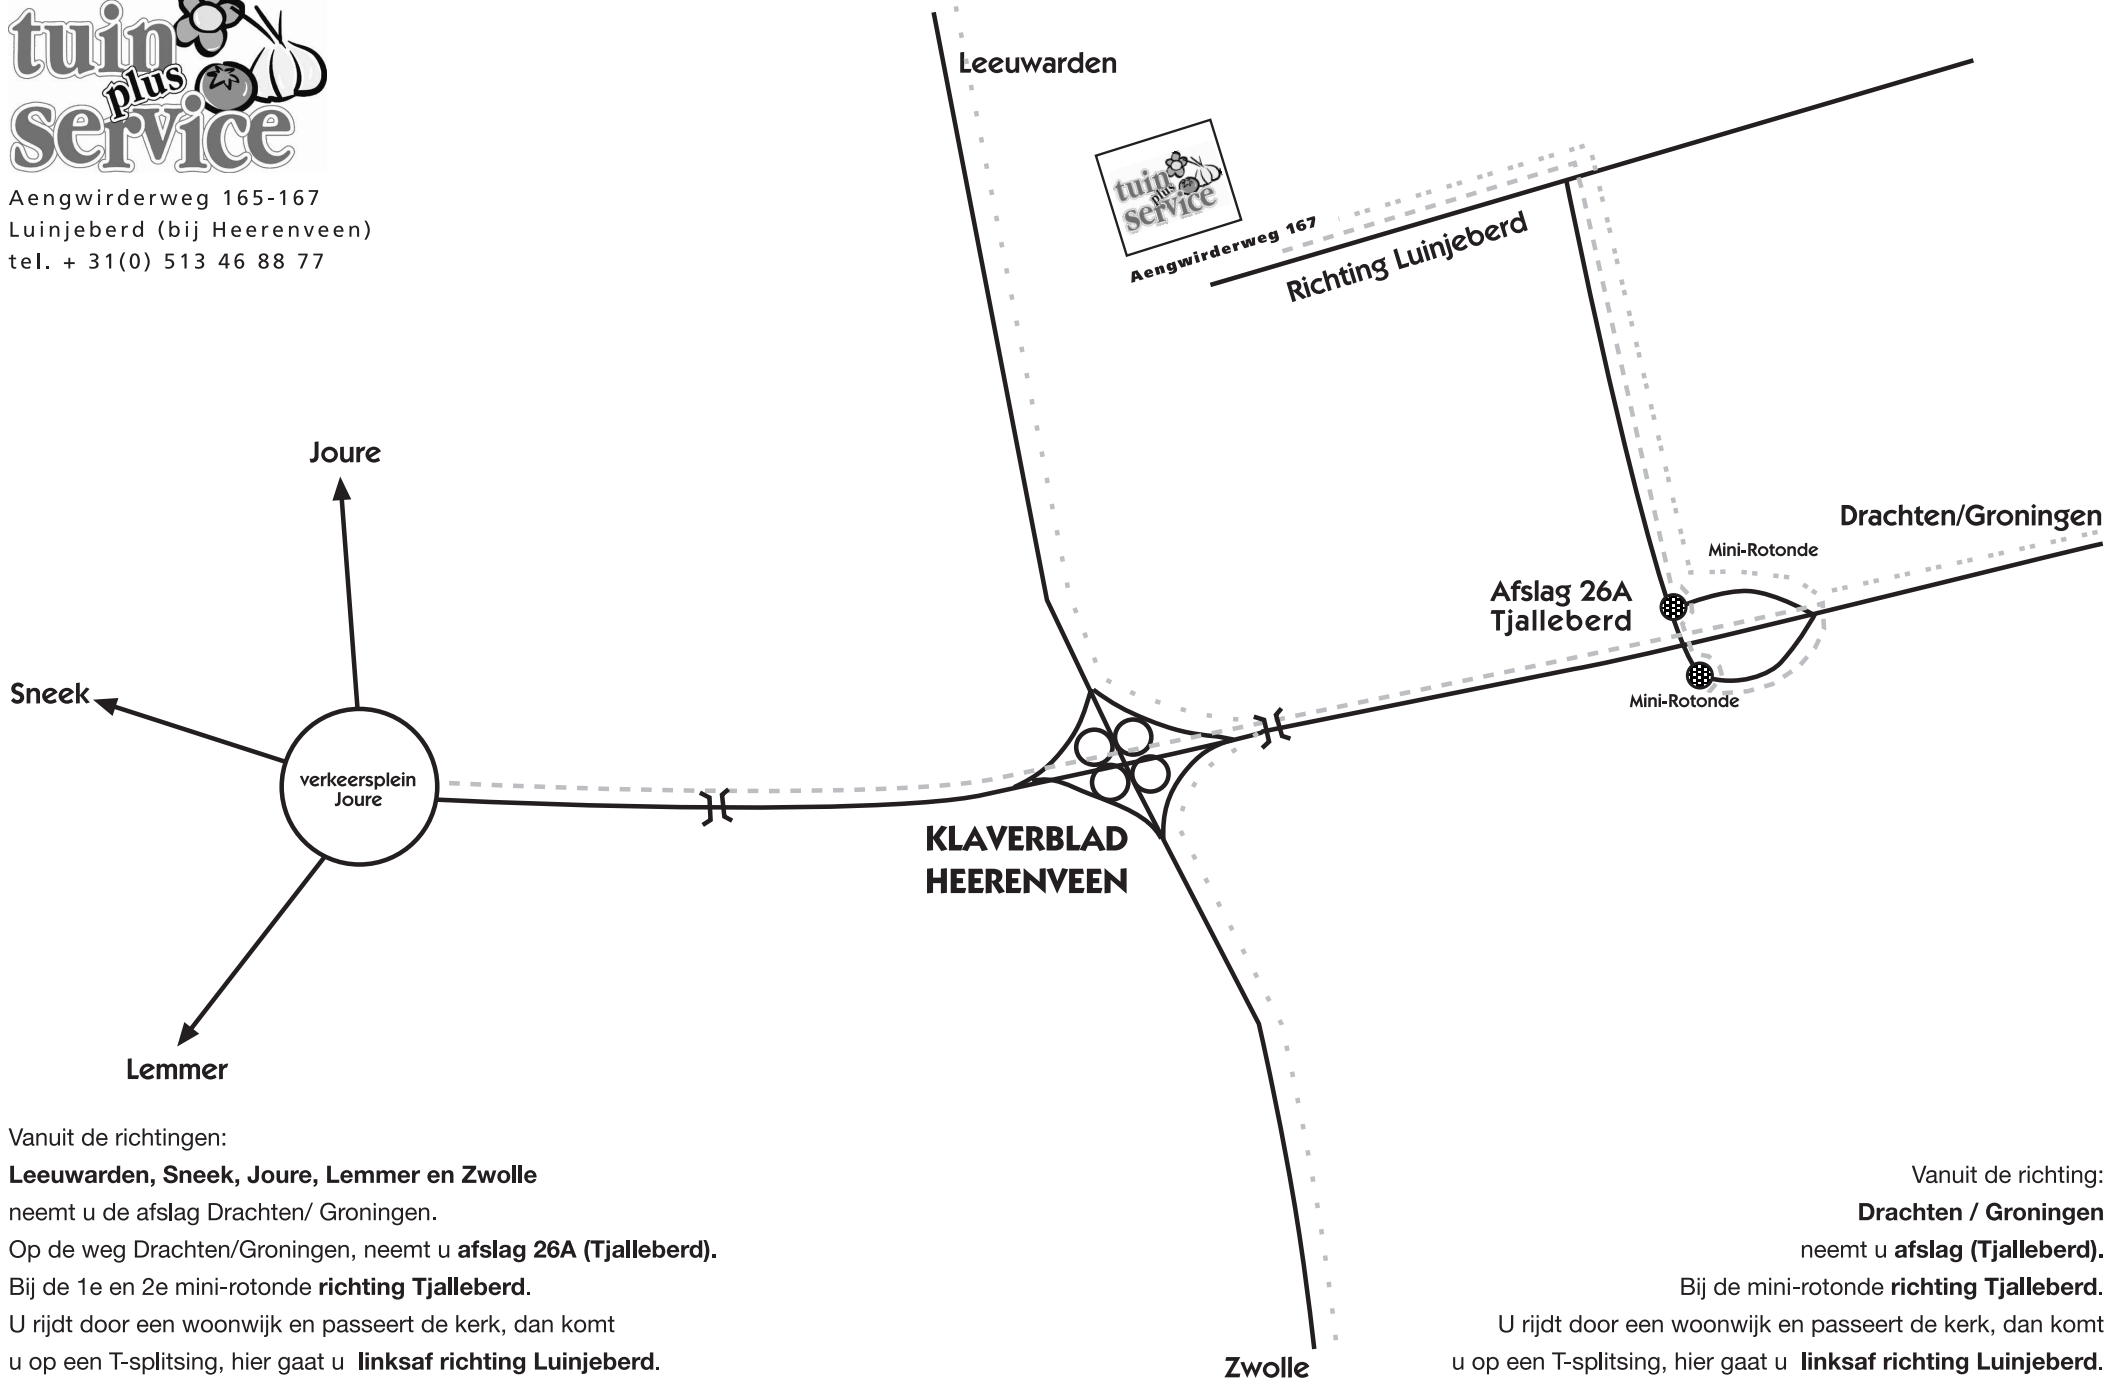 tuin
plus
service
Aengwirderweg 165-167
Luinjeberd (bij Heerenveen)
tel. + 31(0) 513 46 88 77
Leeuwarden
tuin
plus
service
Aengwirderweg 167
Richting Luinjeberd
Joure
Drachten/Groningen
Mini-Rotonde
Afslag 26A
Tjalleberd
Mini-Rotonde
Sneek
verkeersplein
Joure
KLAVERBLAD
HEERENVEEN
Lemmer
Zwolle
Vanuit de richtingen:
Leeuwarden, Sneek, Joure, Lemmer en Zwolle
neemt u de afslag Drachten/ Groningen.
Op de weg Drachten/Groningen, neemt u afslag 26A (Tjalleberd).
Bij de 1e en 2e mini-rotonde richting Tjalleberd.
U rijdt door een woonwijk en passeert de kerk, dan komt
u op een T-splitsing, hier gaat u linksaf richting Luinjeberd.
Vanuit de richting:
Drachten / Groningen
neemt u afslag (Tjalleberd).
Bij de mini-rotonde richting Tjalleberd.
U rijdt door een woonwijk en passeert de kerk, dan komt
u op een T-splitsing, hier gaat u linksaf richting Luinjeberd.